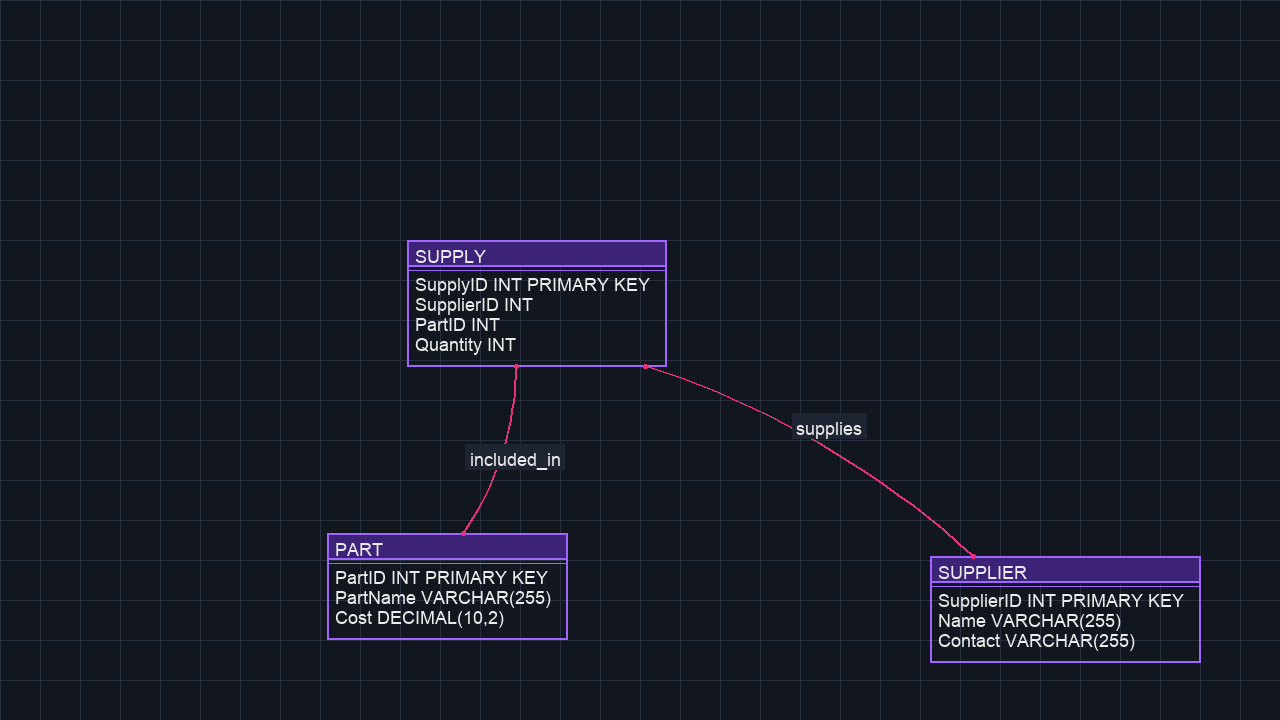 SUPPLY
SupplyID INT PRIMARY KEY
SupplierID INT
PartID INT
Quantity INT
supplies
included_in
PART
PartID INT PRIMARY KEY
PartName VARCHAR(255)
Cost DECIMAL(10,2)
SUPPLIER
SupplierID INT PRIMARY KEY
Name VARCHAR(255)
Contact VARCHAR(255)